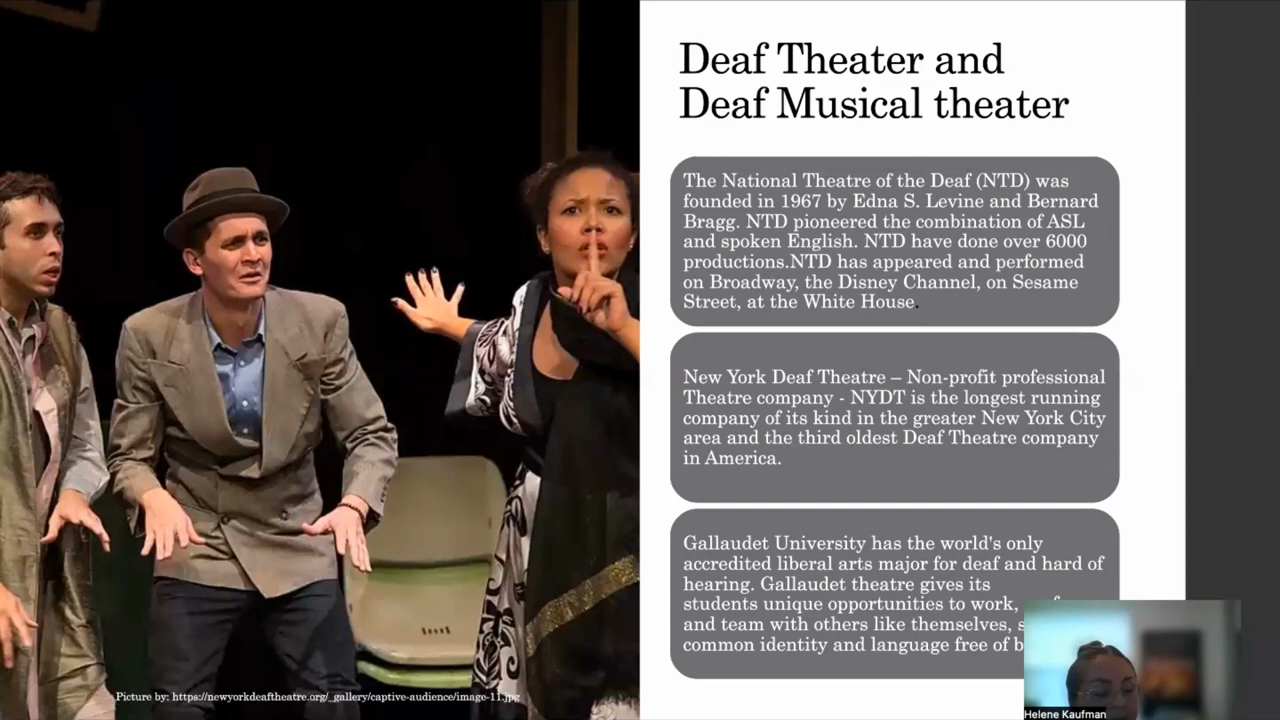 Deaf Theater and
Deaf Musical theater
The National Theatre of the Deaf (NTD) was
founded in 1967 by Edna S. Levine and Bernard
Bragg. NTD pioneered the combination of ASL
and spoken English. NTD have done over 6000
productions.NTD has appeared and performed
on Broadway, the Disney Channel, on Sesame
Street, at the White House.
New York Deaf Theatre – Non-profit professional
Theatre company - NYDT is the longest running
company of its kind in the greater New York City
area and the third oldest Deaf Theatre company
in America.
Gallaudet University has the world's only
accredited liberal arts major for deaf and hard of
hearing. Gallaudet theatre gives its
students unique opportunities to work,
and team with others like themselves,
common identity and language free of
Picture by: https://newyorkdeaftheatre.org/_gallery/captive-audience/image-11.jpg
Helene Kaufman